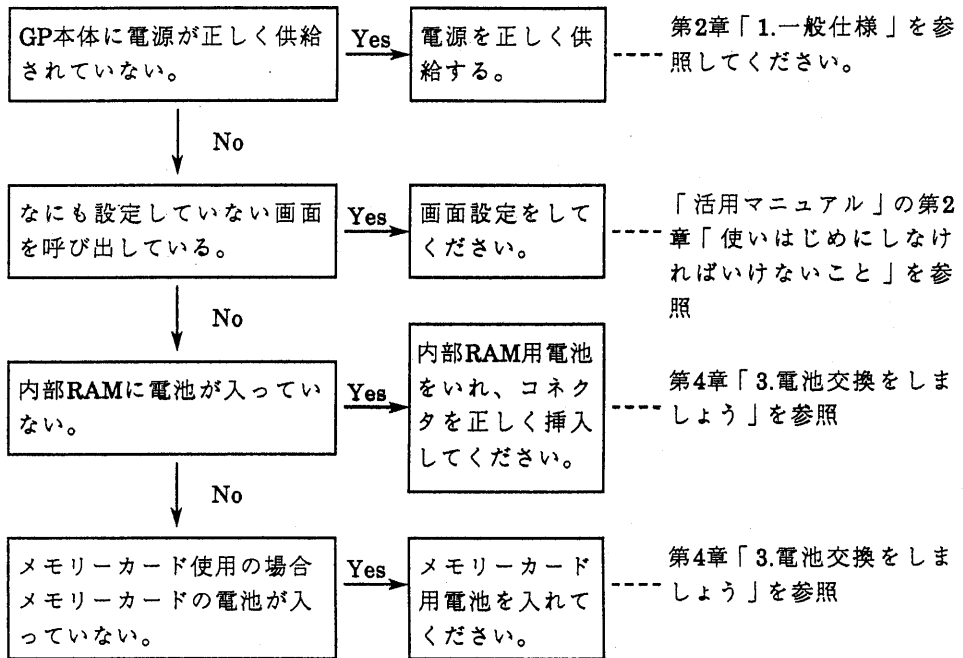 GP本体に電源が正しく供給
されていない。
Yes
電源を正しく供
給する。
第2章「1.一般仕様」を参
照してください。
No
なにも設定していない画面
を呼び出している。
Yes
画面設定をして
ください。
「活用マニュアル」の第2
章「使いはじめにしなけ
ればいけないこと」を参
照
No
内部RAMに電池が入ってい
ない。
Yes
内部RAM用電池
をいれ、コネク
タを正しく挿入
してください。
第4章「3.電池交換をしま
しょう」を参照
No
メモリーカード使用の場合
メモリーカードの電池が入
っていない。
Yes
メモリーカード
用電池を入れて
ください。
第4章「3.電池交換をしま
しょう」を参照